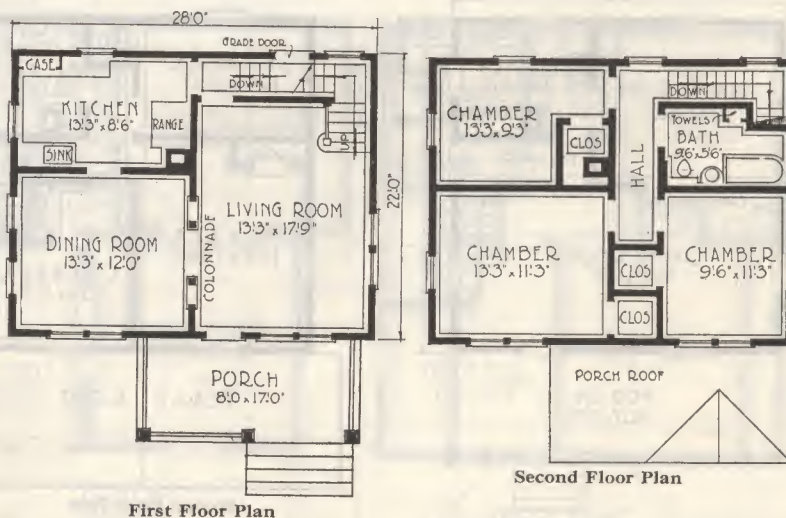 28'0"
GRADE DOOR
CASE
KITCHEN
13'3" x 8'6"
RANGE
SINK
DOWN
UP
22'0"
LIVING ROOM
13'3" x 17'9"
COLONNADE
DINING ROOM
13'3" x 12'0"
PORCH
8'0 x 17'0"
First Floor Plan
CHAMBER
13'3" x 9'3"
CLOS
HALL
DOWN
TOWELS
BATH
9'6" x 5'6"
CHAMBER
13'3" x 11'3"
CLOS
CLOS
CHAMBER
9'6" x 11'3"
PORCH ROOF
Second Floor Plan